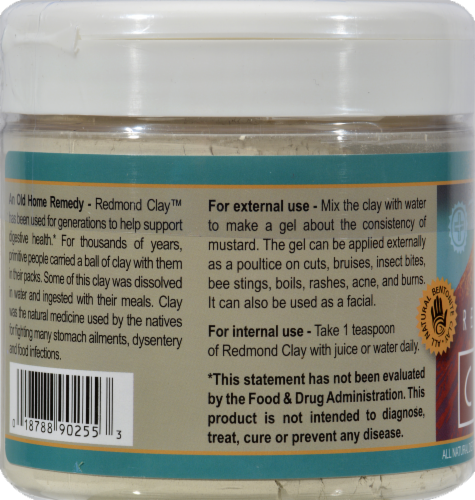 An Old Home Remedy - Redmond Clay™
has been used for generations to help support
digestive health.* For thousands of years,
primitive people carried a ball of clay with them
in their packs. Some of this clay was dissolved
in water and ingested with their meals. Clay
was the natural medicine used by the natives
for fighting many stomach ailments, dysentery
and food infections.
0 18788 90255 3
For external use - Mix the clay with water
to make a gel about the consistency of
mustard. The gel can be applied externally
as a poultice on cuts, bruises, insect bites,
bee stings, boils, rashes, acne, and burns.
It can also be used as a facial.
For internal use - Take 1 teaspoon
of Redmond Clay with juice or water daily.
*This statement has not been evaluated
by the Food & Drug Administration. This
product is not intended to diagnose,
treat, cure or prevent any disease.
ALL NATURAL BENTONITE CLAY
R
C
ALL NATURAL